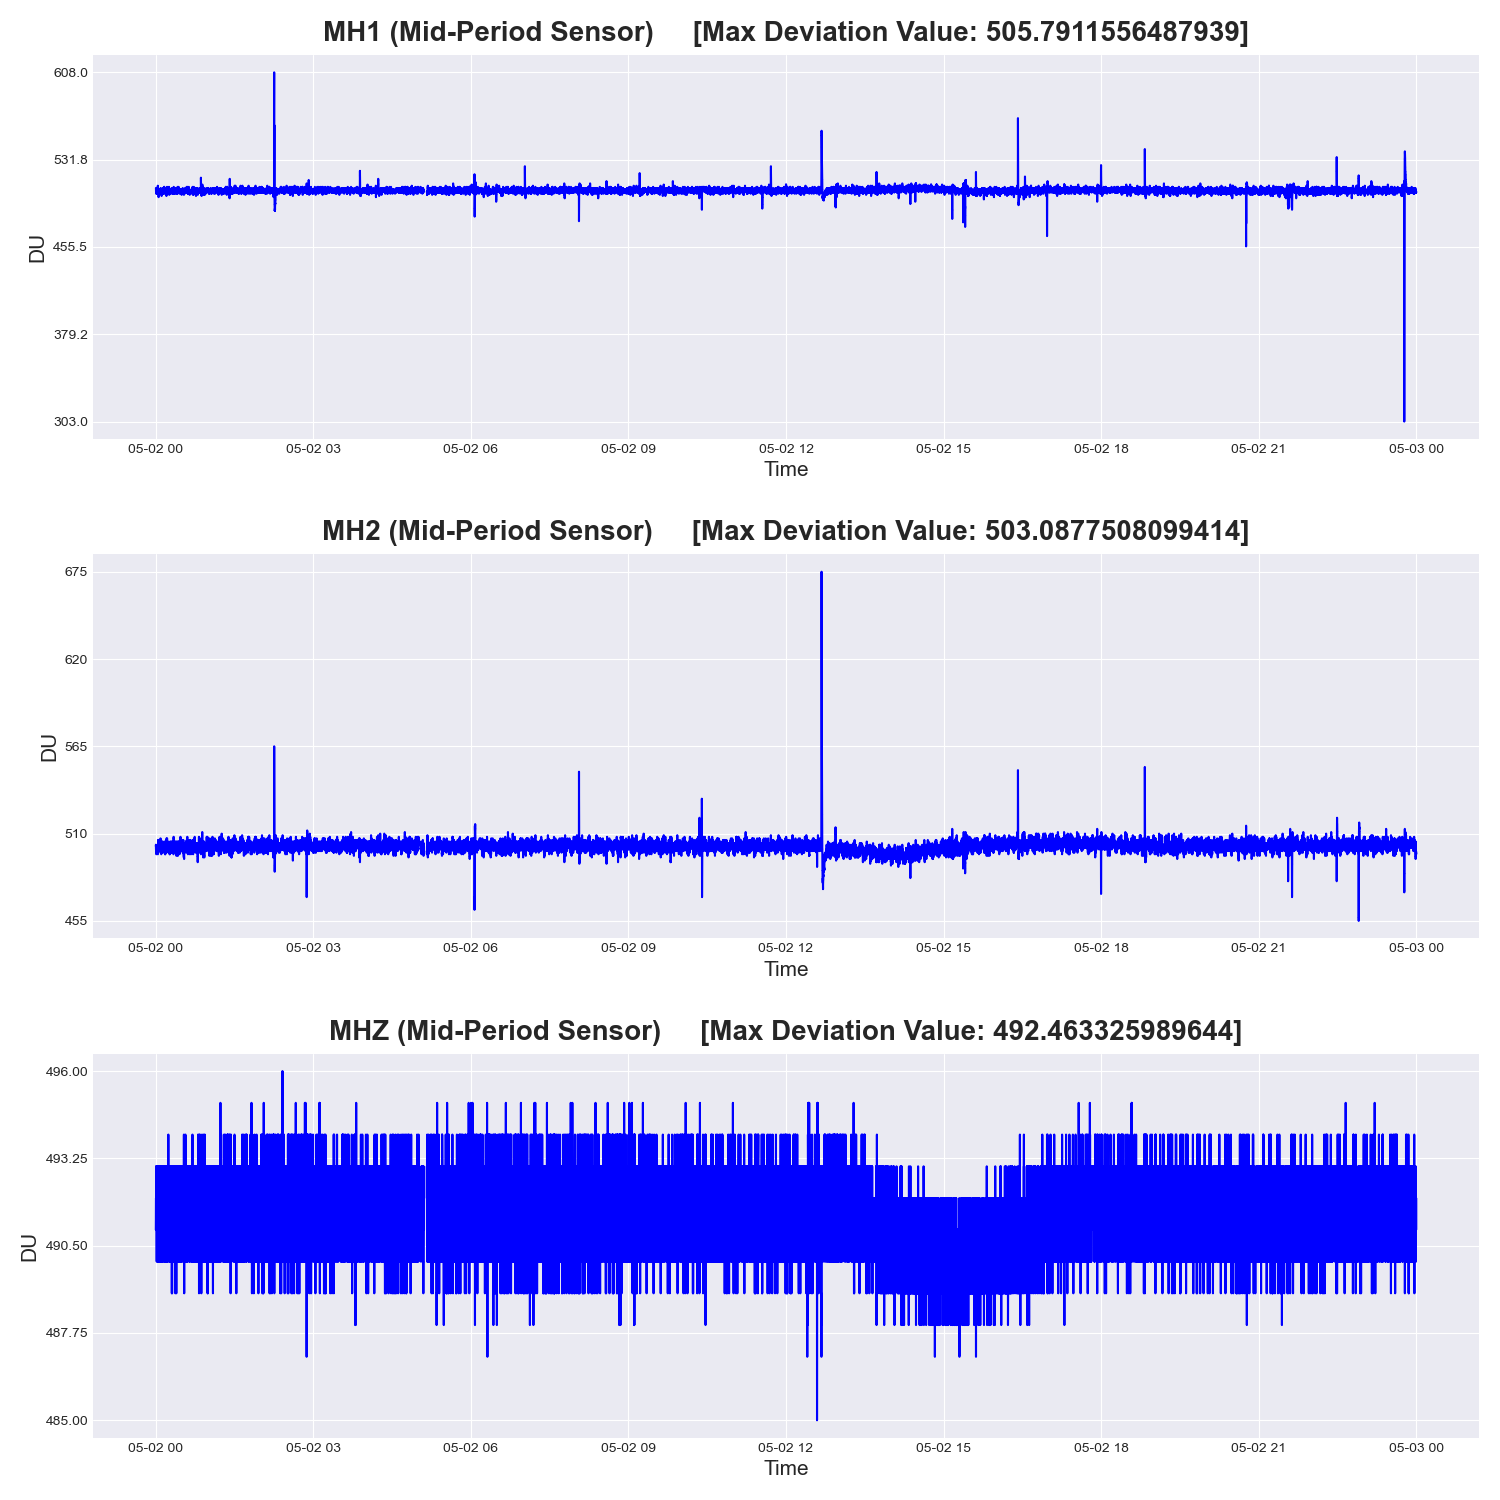 MH1 (Mid-Period Sensor) [Max Deviation Value: 505.7911556487939]
608.0
531.8
455.5
379.2
303.0
DU
05-02 00 05-02 03 05-02 06 05-02 09 05-02 12 05-02 15 05-02 18 05-02 21 05-03 00
Time
MH2 (Mid-Period Sensor) [Max Deviation Value: 503.0877508099414]
675
620
565
510
455
DU
05-02 00 05-02 03 05-02 06 05-02 09 05-02 12 05-02 15 05-02 18 05-02 21 05-03 00
Time
MHZ (Mid-Period Sensor) [Max Deviation Value: 492.463325989644]
496.00
493.25
490.50
487.75
485.00
DU
05-02 00 05-02 03 05-02 06 05-02 09 05-02 12 05-02 15 05-02 18 05-02 21 05-03 00
Time